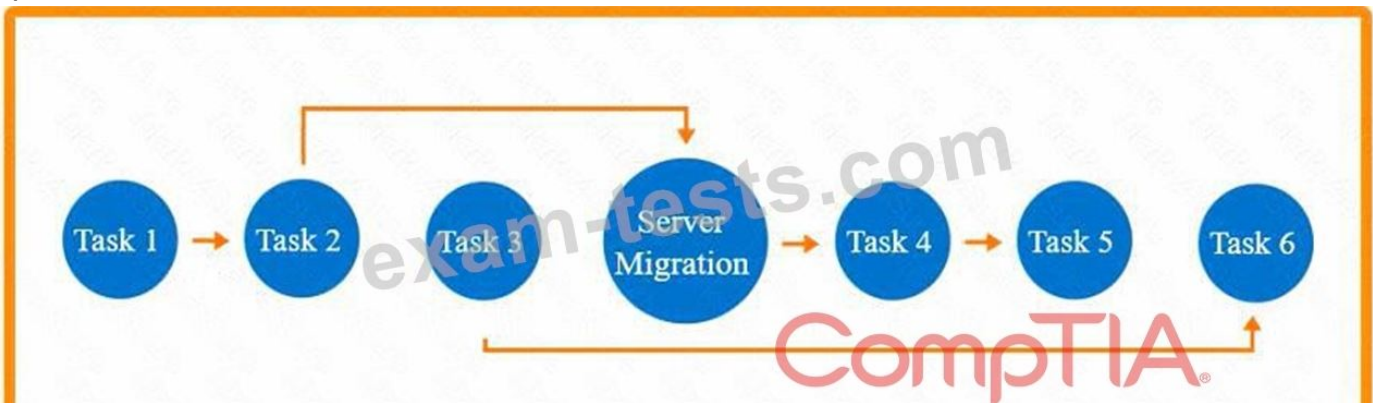 Task 1
Task 2
Task 3
Server
Migration
Task 4
Task 5
Task 6
exam-tests.com
CompTIA.